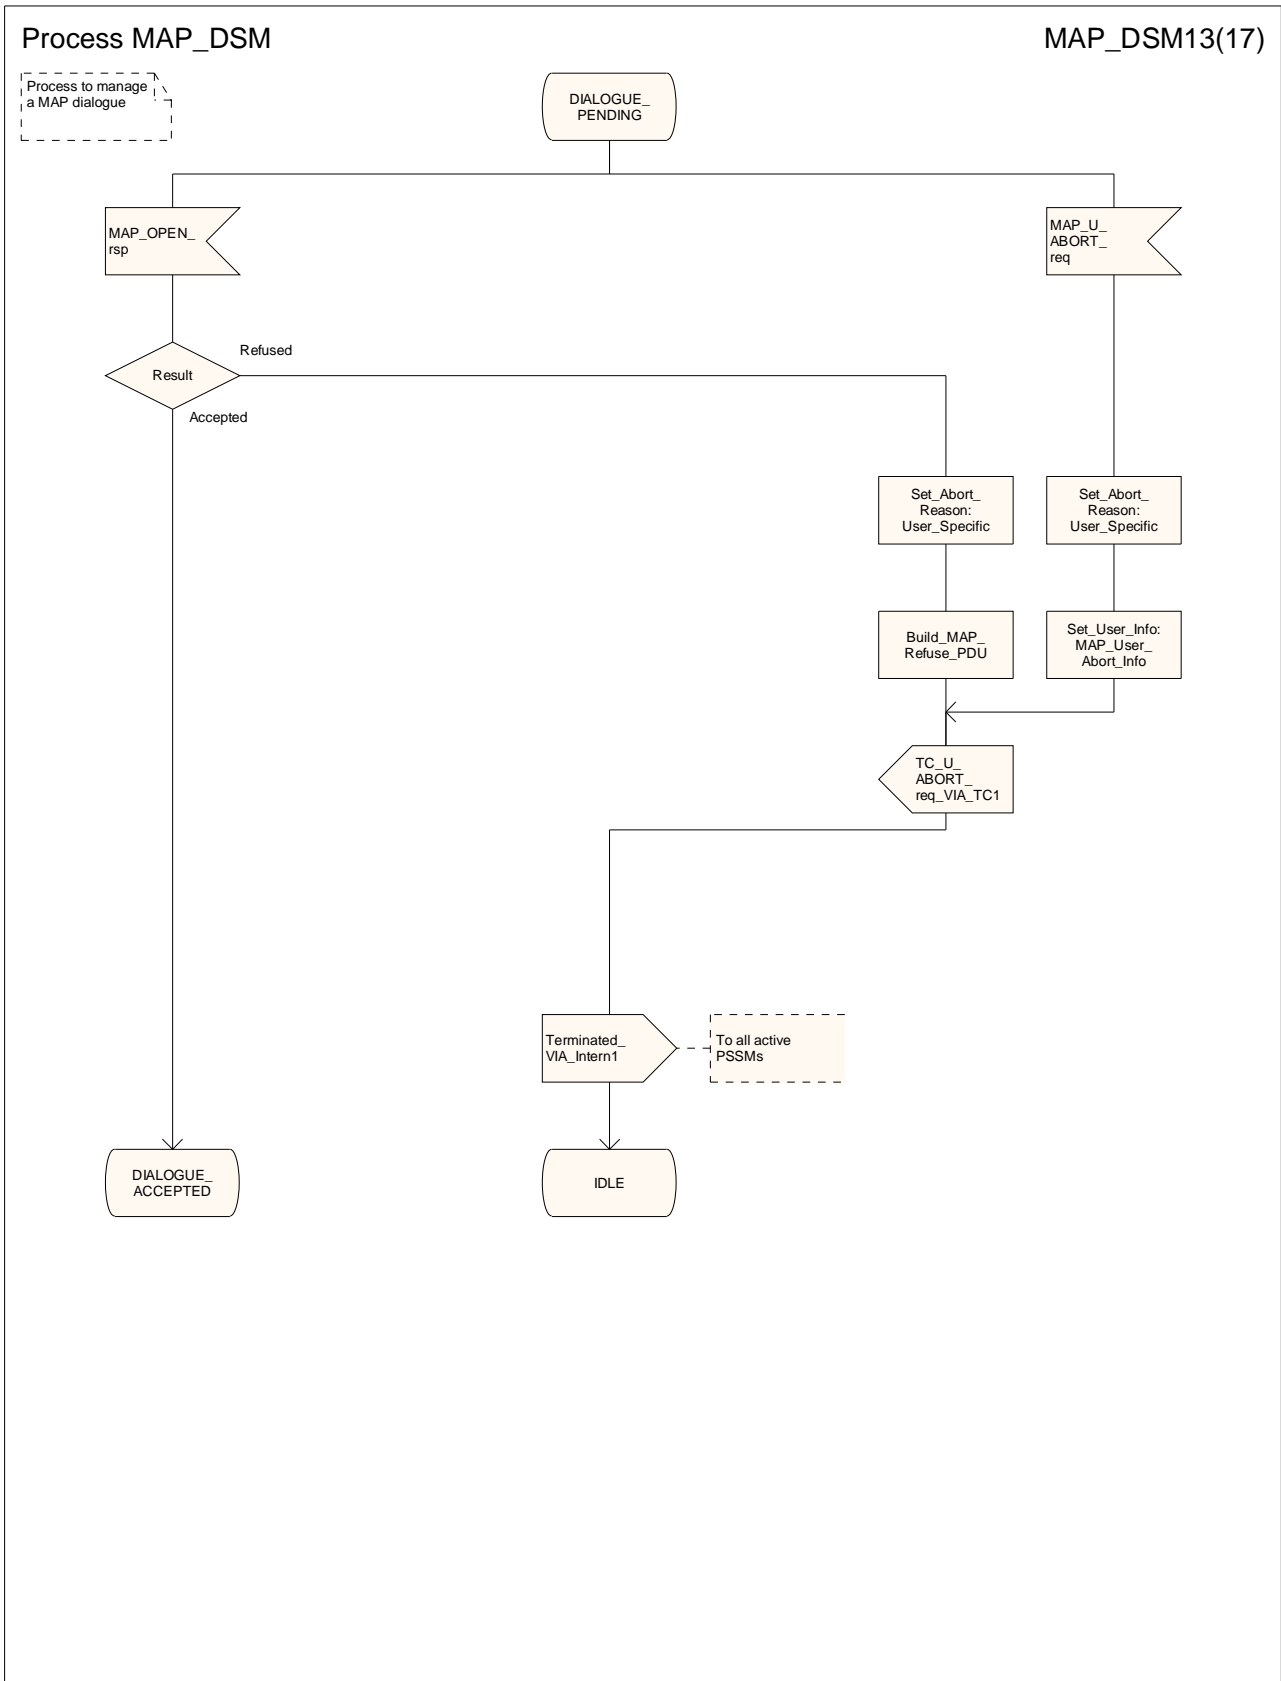 Process MAP_DSM
MAP_DSM13(17)
Process to manage
a MAP dialogue
DIALOGUE_
PENDING
MAP_OPEN_
rsp
MAP_U_
ABORT_
req
Refused
Result
Accepted
Set_Abort_
Reason:
User_Specific
Set_Abort_
Reason:
User_Specific
Build_MAP_
Refuse_PDU
Set_User_Info:
MAP_User_
Abort_Info
TC_U_
ABORT_
req_VIA_TC1
Terminated_
VIA_Intern1
To all active
PSSMs
DIALOGUE_
ACCEPTED
IDLE